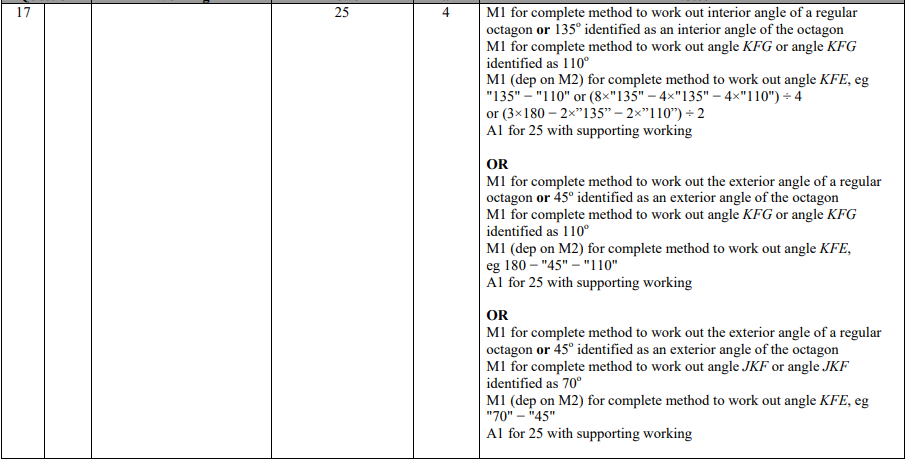 17 25 4 M1 for complete method to work out interior angle of a regular
octagon or 135° identified as an interior angle of the octagon
M1 for complete method to work out angle KFG or angle KFG
identified as 110°
M1 (dep on M2) for complete method to work out angle KFE, eg
"135" – "110" or (8×"135" – 4×"135" – 4×"110") ÷ 4
or (3×180 – 2×”135” – 2×”110”) ÷ 2
A1 for 25 with supporting working
OR
M1 for complete method to work out the exterior angle of a regular
octagon or 45° identified as an exterior angle of the octagon
M1 for complete method to work out angle KFG or angle KFG
identified as 110°
M1 (dep on M2) for complete method to work out angle KFE,
eg 180 – "45" – "110"
A1 for 25 with supporting working
OR
M1 for complete method to work out the exterior angle of a regular
octagon or 45° identified as an exterior angle of the octagon
M1 for complete method to work out angle JKF or angle JKF
identified as 70°
M1 (dep on M2) for complete method to work out angle KFE, eg
"70" – "45"
A1 for 25 with supporting working